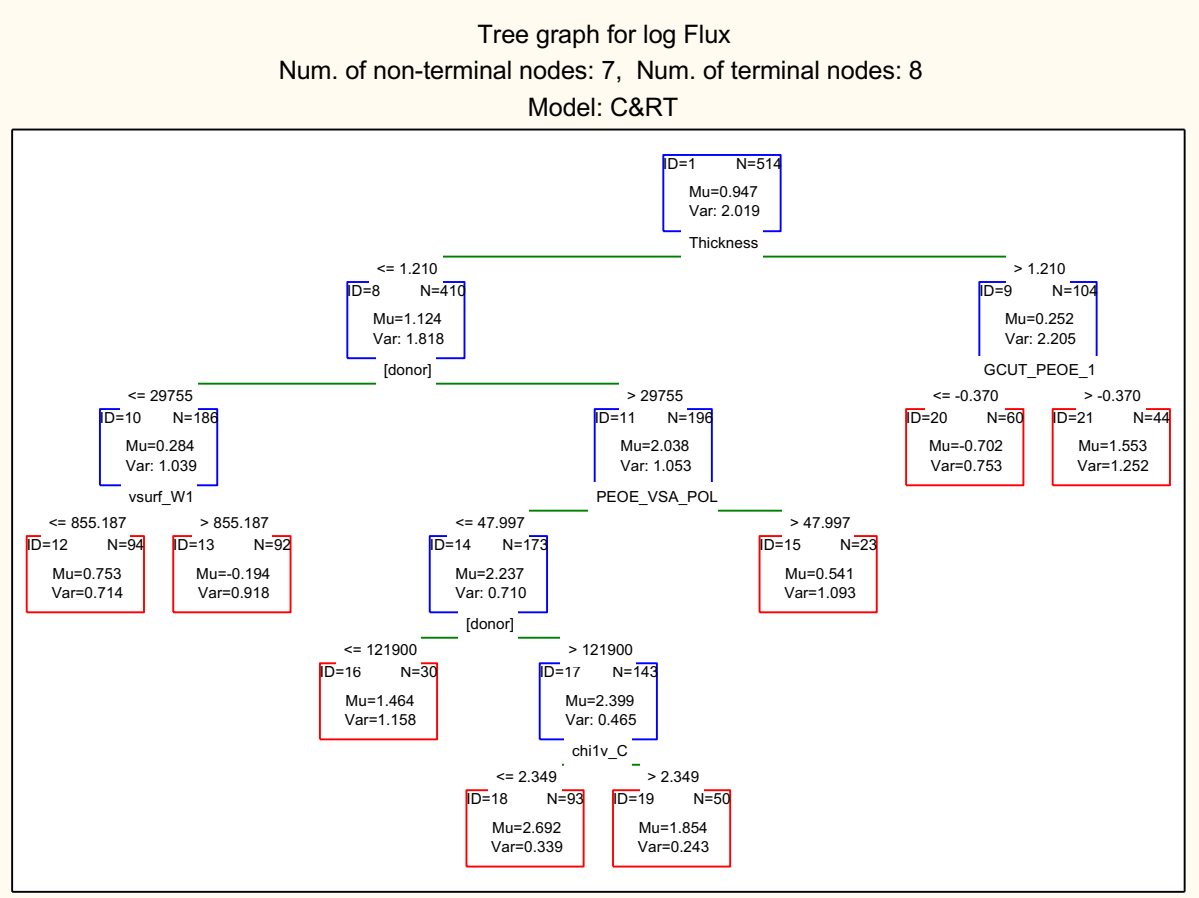 Tree graph for log Flux
Num. of non-terminal nodes: 7,  Num. of terminal nodes: 8
Model: C&RT
ID=1 N=514
Mu=0.947
Var: 2.019
Thickness
<= 1.210 > 1.210
ID=8 N=410 ID=9 N=104
Mu=1.124 Mu=0.252
Var: 1.818 Var: 2.205
[donor] GCUT_PEOE_1
<= 29755 > 29755 <= -0.370 > -0.370
ID=10 N=186 ID=11 N=196 ID=20 N=60 ID=21 N=44
Mu=0.284 Mu=2.038 Mu=-0.702 Mu=1.553
Var: 1.039 Var: 1.053 Var=0.753 Var=1.252
vsurf_W1 PEOE_VSA_POL
<= 855.187 > 855.187 <= 47.997 > 47.997
ID=12 N=94 ID=13 N=92 ID=14 N=173 ID=15 N=23
Mu=0.753 Mu=-0.194 Mu=2.237 Mu=0.541
Var=0.714 Var=0.918 Var: 0.710 Var=1.093
[donor]
<= 121900 > 121900
ID=16 N=30 ID=17 N=143
Mu=1.464 Mu=2.399
Var=1.158 Var: 0.465
chi1v_C
<= 2.349 > 2.349
ID=18 N=93 ID=19 N=50
Mu=2.692 Mu=1.854
Var=0.339 Var=0.243